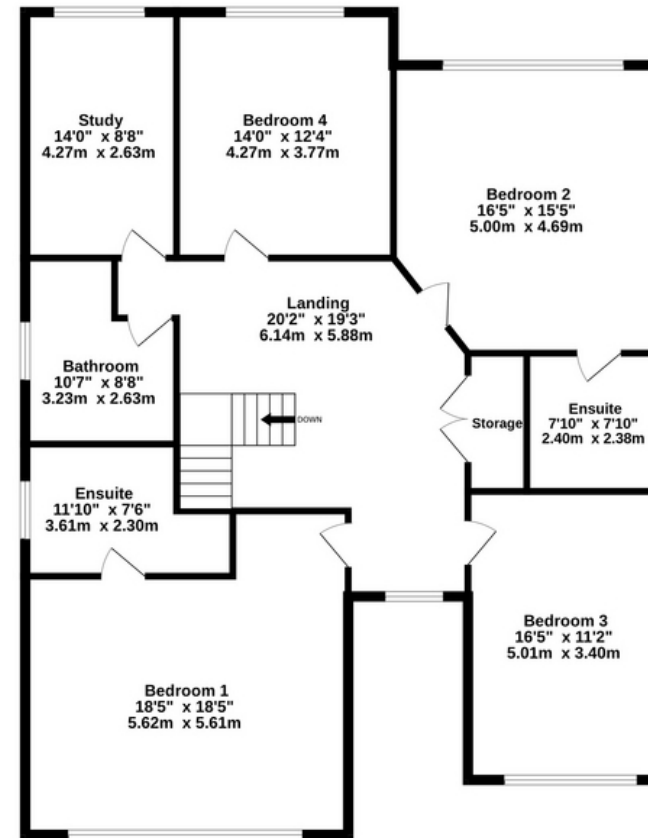 Study
14'0" x 8'8"
4.27m x 2.63m
Bedroom 4
14'0" x 12'4"
4.27m x 3.77m
Bedroom 2
16'5" x 15'5"
5.00m x 4.69m
Landing
20'2" x 19'3"
6.14m x 5.88m
Bathroom
10'7" x 8'8"
3.23m x 2.63m
DOWN
Storage
Ensuite
7'10" x 7'10"
2.40m x 2.38m
Ensuite
11'10" x 7'6"
3.61m x 2.30m
Bedroom 3
16'5" x 11'2"
5.01m x 3.40m
Bedroom 1
18'5" x 18'5"
5.62m x 5.61m